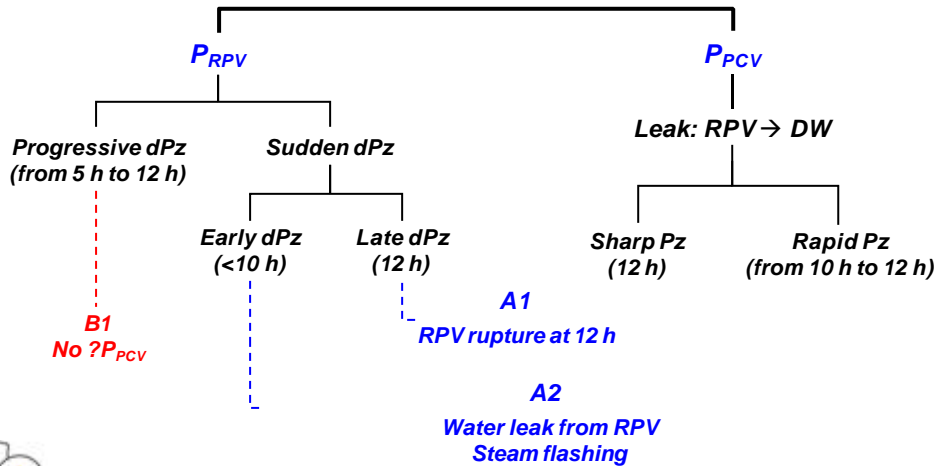 P_RPV
P_PCV
Progressive dPz
(from 5 h to 12 h)
Sudden dPz
Leak: RPV → DW
Early dPz
(<10 h)
Late dPz
(12 h)
Sharp Pz
(12 h)
Rapid Pz
(from 10 h to 12 h)
A1
RPV rupture at 12 h
B1
No ?P_PCV
A2
Water leak from RPV
Steam flashing